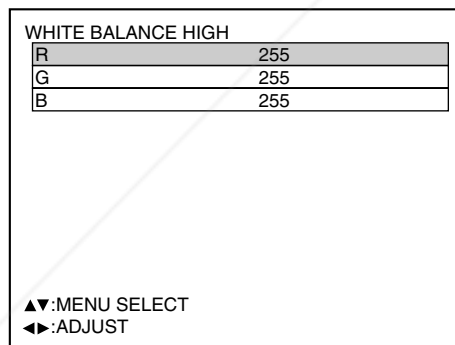 WHITE BALANCE HIGH
R 255
G 255
B 255
▲▼:MENU SELECT
◀▶:ADJUST